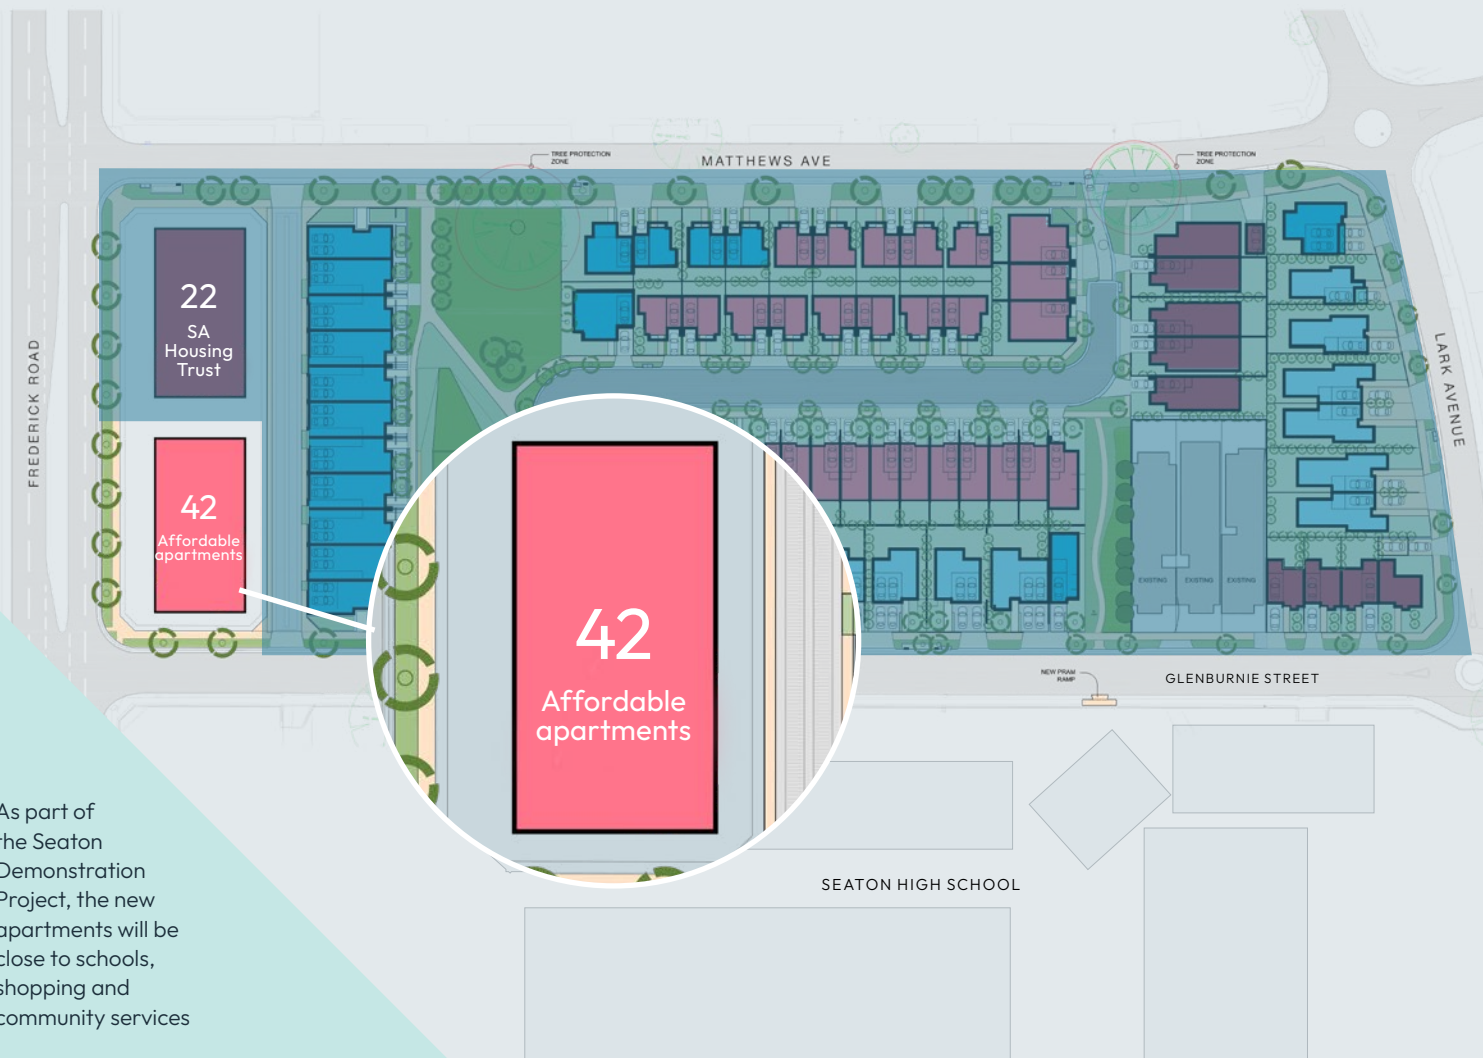 TREE PROTECTION
ZONE
MATTHEWS AVE
TREE PROTECTION
ZONE
22
SA
Housing
Trust
FREDERICK ROAD
LARK AVENUE
42
Affordable
apartments
EXISTING
EXISTING
EXISTING
42
Affordable
apartments
NEW PRAM
RAMP
GLENBURNIE STREET
SEATON HIGH SCHOOL
As part of
the Seaton
Demonstration
Project, the new
apartments will be
close to schools,
shopping and
community services